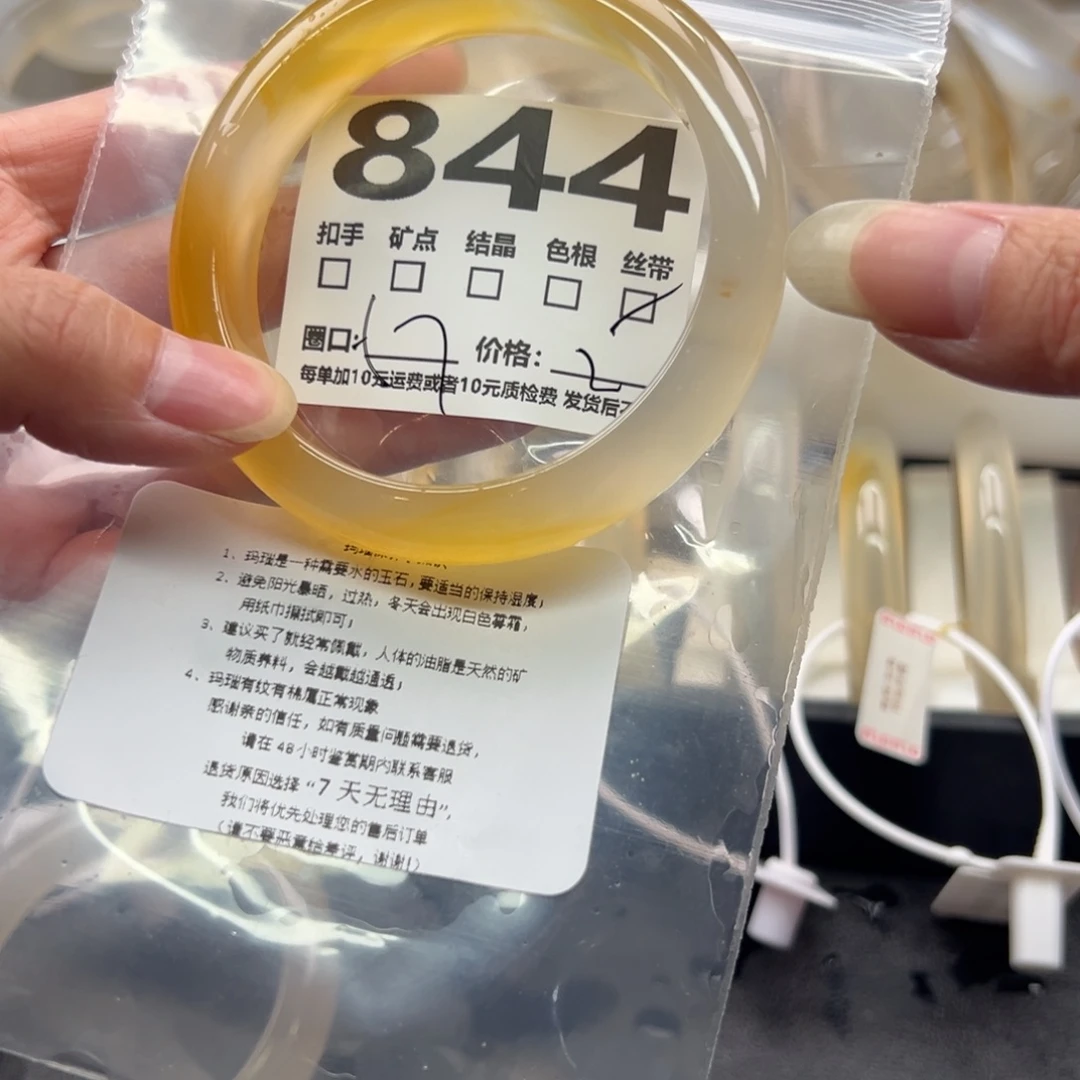 844
扣手 矿点 结晶 色根 丝带
圈口: 价格: 2
每单加10元运费或者10元质检费 发货后不
1、玛瑙是一种需要水的玉石，要适当的保持湿度；
2、避免阳光暴晒，过热，冬天会出现白色雾霜，
用纸巾擦拭即可；
3、建议买了就经常佩戴，人体的油脂是天然的矿
物质养料，会越戴越通透；
4、玛瑙有纹有棉属正常现象
感谢亲的信任，如有质量问题需要退货，
请在48小时鉴赏期内联系客服
退货原因选择“7天无理由”，
我们将优先处理您的售后订单
（请不要恶意给差评，谢谢！）